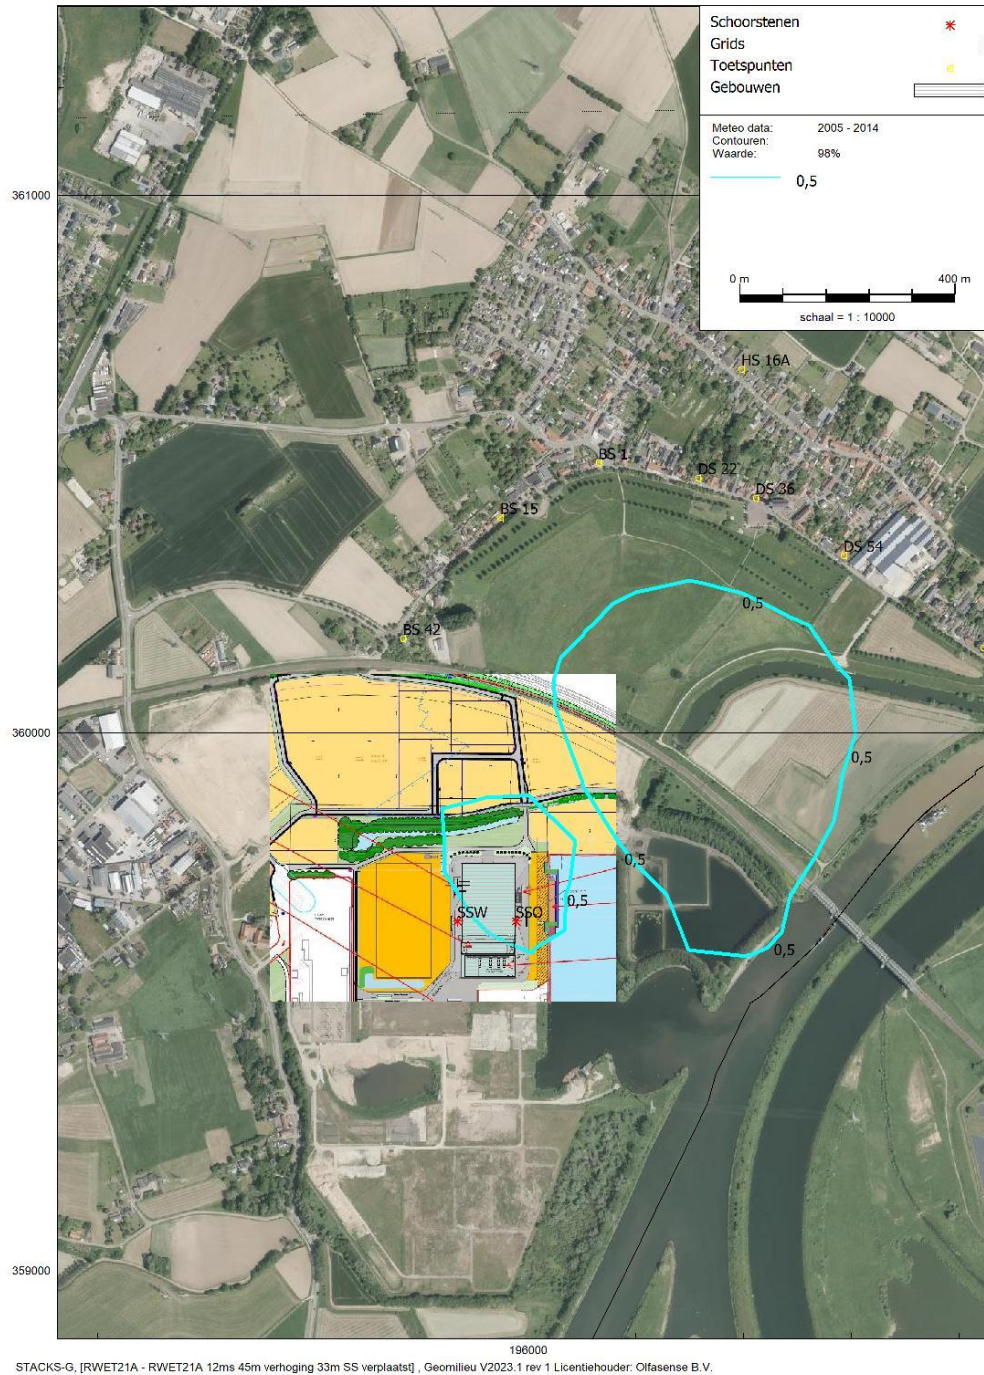 Schoorstenen
Grids
Toetspunten
Gebouwen
Meteo data: 2005 - 2014
Contouren:
Waarde: 98%
0,5
0 m 400 m
schaal = 1 : 10000
361000
HS 16A
BS 1
DS 22
DS 36
BS 15
DS 54
0,5
BS 42
360000
0,5
0,5
0,5
SSW SSO
0,5
359000
196000
STACKS-G, [RWET21A - RWET21A 12ms 45m verhoging 33m SS verplaatst] , Geomilieu V2023.1 rev 1 Licentiehouder: Olfasense B.V.